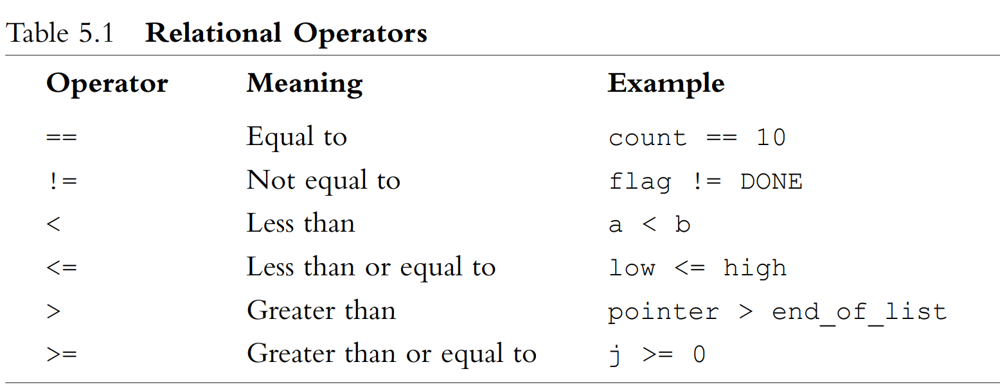 Table 5.1 Relational Operators
Operator Meaning Example
== Equal to count == 10
!= Not equal to flag != DONE
< Less than a < b
<= Less than or equal to low <= high
> Greater than pointer > end_of_list
>= Greater than or equal to j >= 0